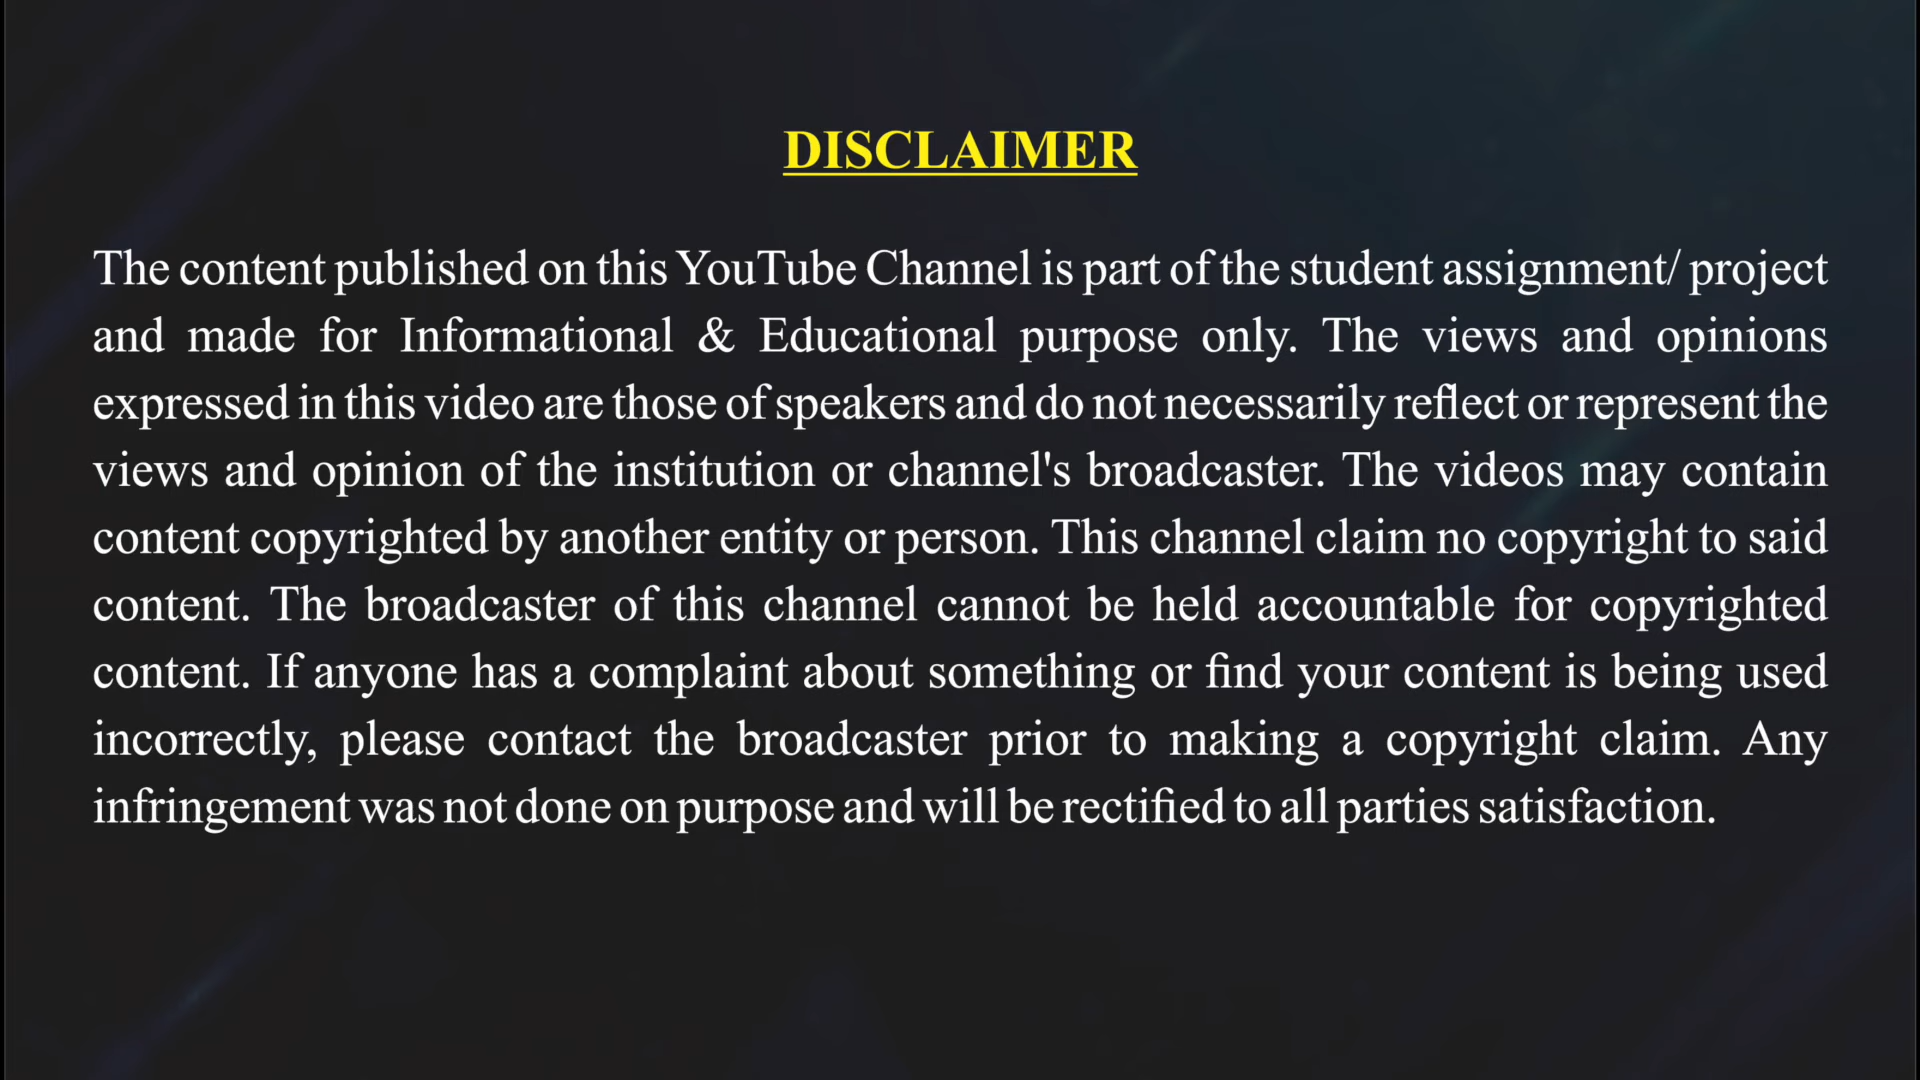 DISCLAIMER
The content published on this YouTube Channel is part of the student assignment/ project
and made for Informational & Educational purpose only. The views and opinions
expressed in this video are those of speakers and do not necessarily reflect or represent the
views and opinion of the institution or channel's broadcaster. The videos may contain
content copyrighted by another entity or person. This channel claim no copyright to said
content. The broadcaster of this channel cannot be held accountable for copyrighted
content. If anyone has a complaint about something or find your content is being used
incorrectly, please contact the broadcaster prior to making a copyright claim. Any
infringement was not done on purpose and will be rectified to all parties satisfaction.